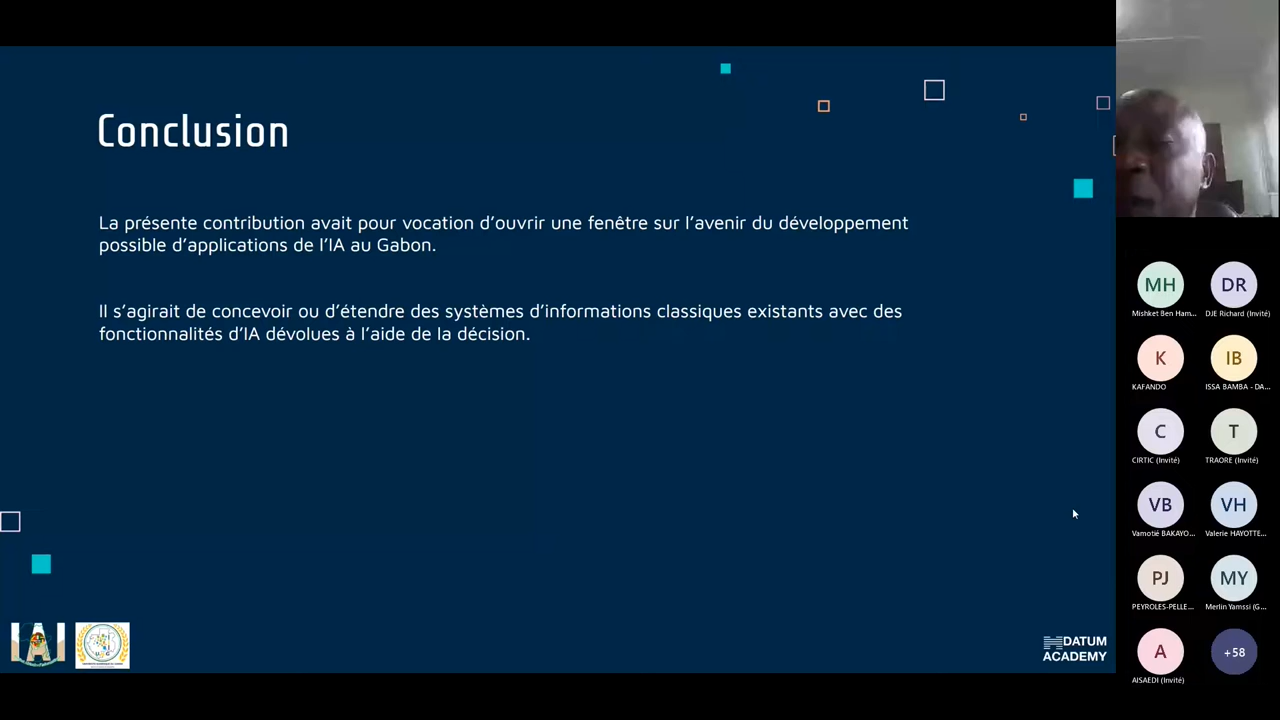 Conclusion
La présente contribution avait pour vocation d’ouvrir une fenêtre sur l’avenir du développement
possible d’applications de l’IA au Gabon.
Il s’agirait de concevoir ou d’étendre des systèmes d’informations classiques existants avec des
fonctionnalités d’IA dévolues à l’aide de la décision.
DATUM
ACADEMY
MH
DR
Mishket Ben Ham...
DJE Richard (Invité)
K
IB
KAFANDO
ISSA BAMBA - DA...
C
T
CIRTIC (Invité)
TRAORE (Invité)
VB
VH
Vamotié BAKAYO...
Valerie HAYOTTE...
PJ
MY
PEYROLES-PELLE...
Merlin Yamssi (G...
A
+58
AISAEDI (Invité)